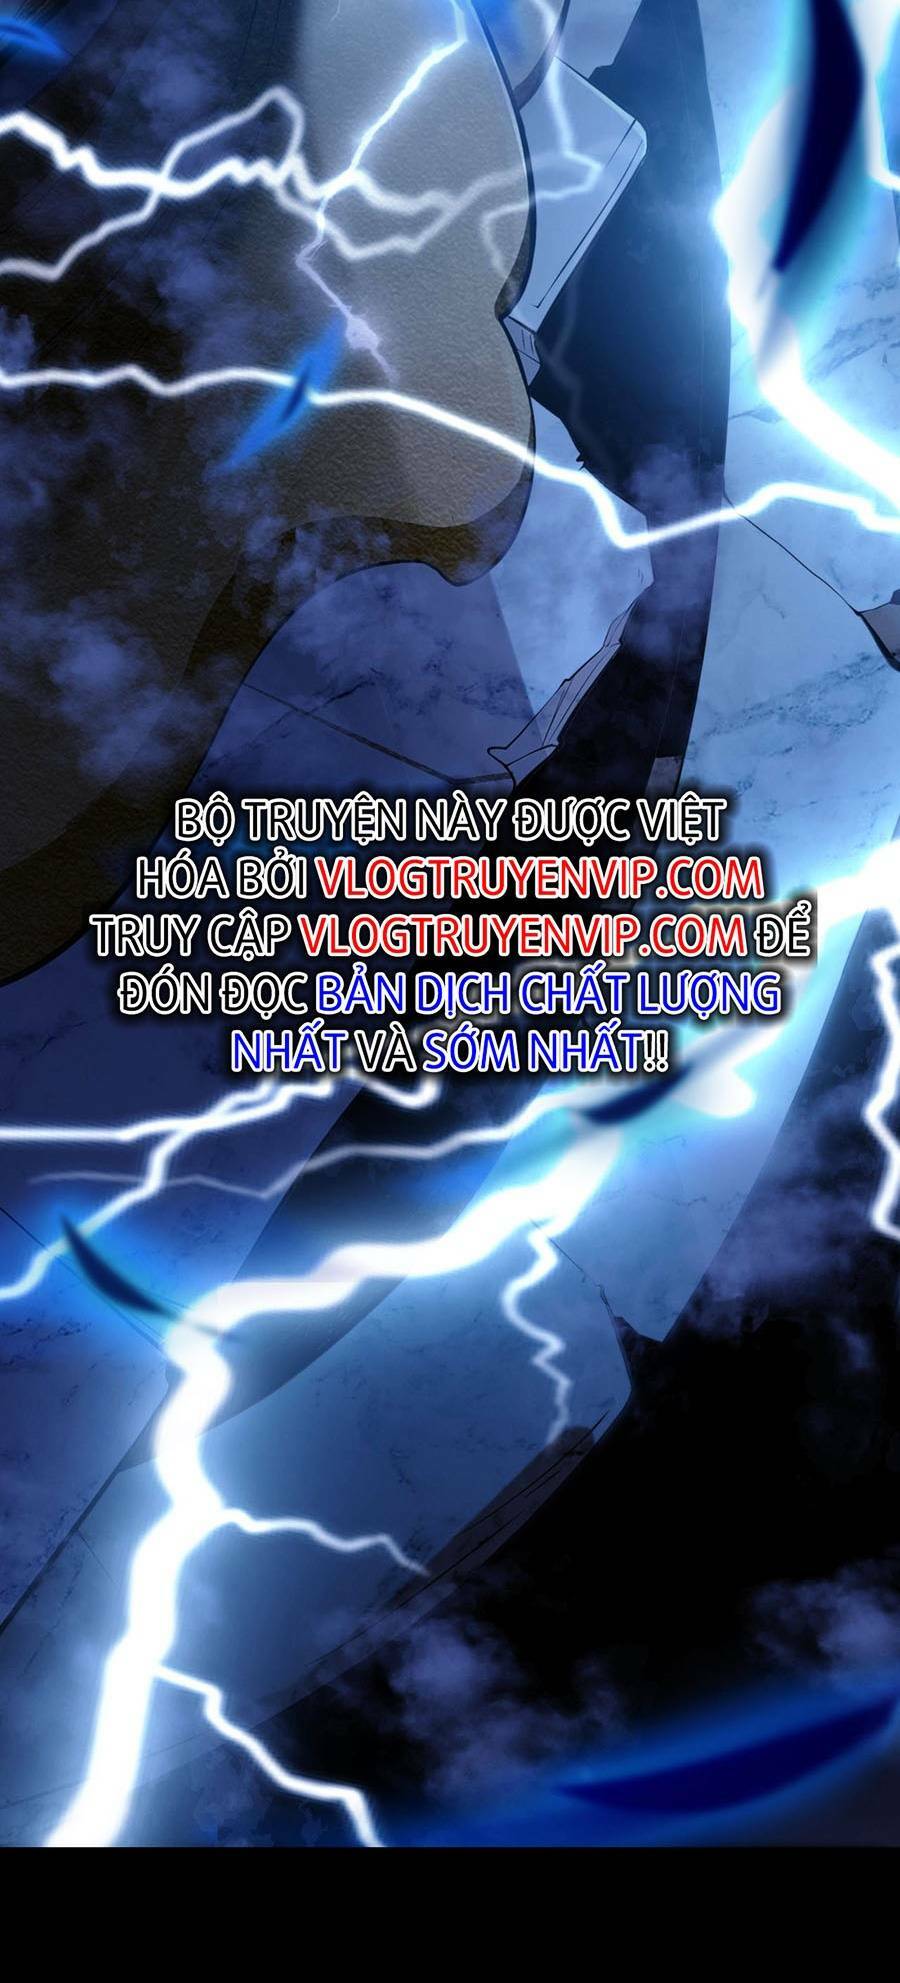 BỘ TRUYỆN NÀY ĐƯỢC VIỆT
HÓA BỞI VLOGTRUYENVIP.COM
TRUY CẬP VLOGTRUYENVIP.COM ĐỂ
ĐÓN ĐỌC BẢN DỊCH CHẤT LƯỢNG
NHẤT VÀ SỚM NHẤT!!